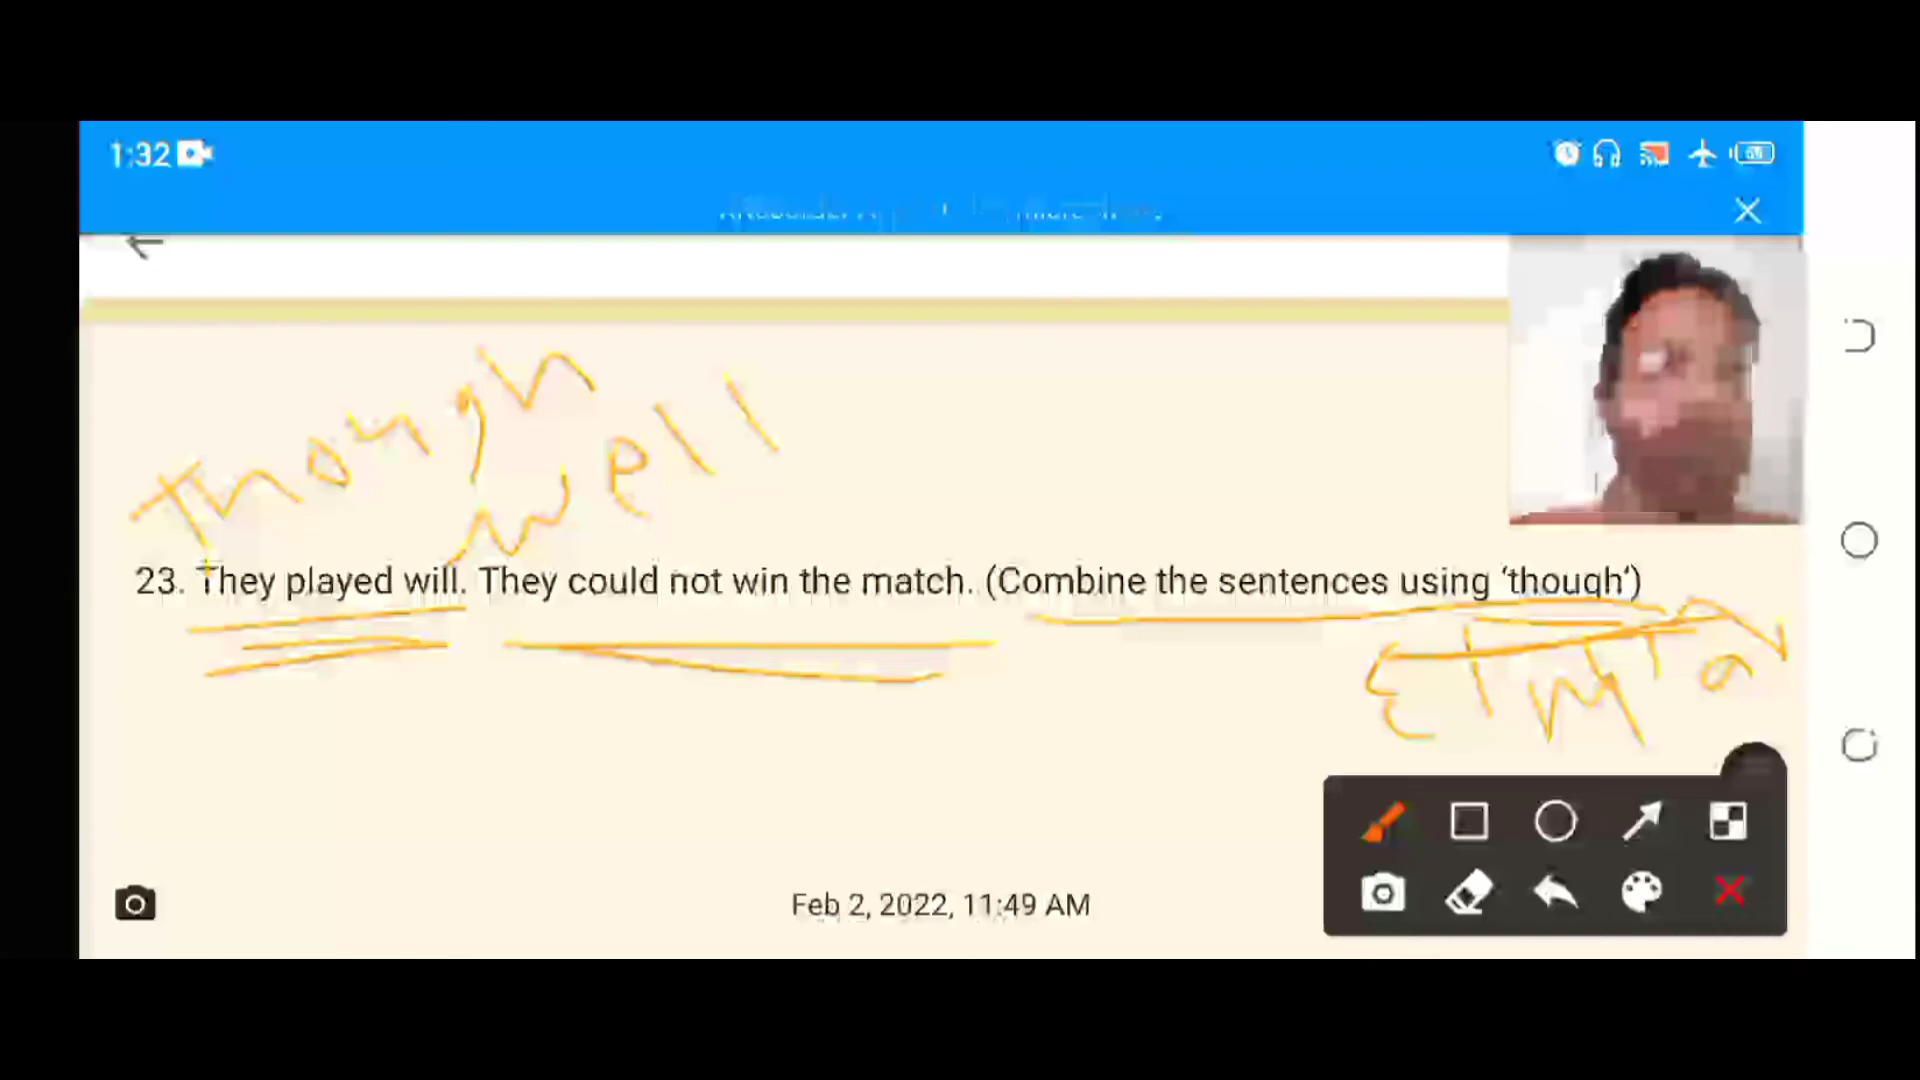 1:32
Though
well
23. They played will. They could not win the match. (Combine the sentences using 'though')
Feb 2, 2022, 11:49 AM